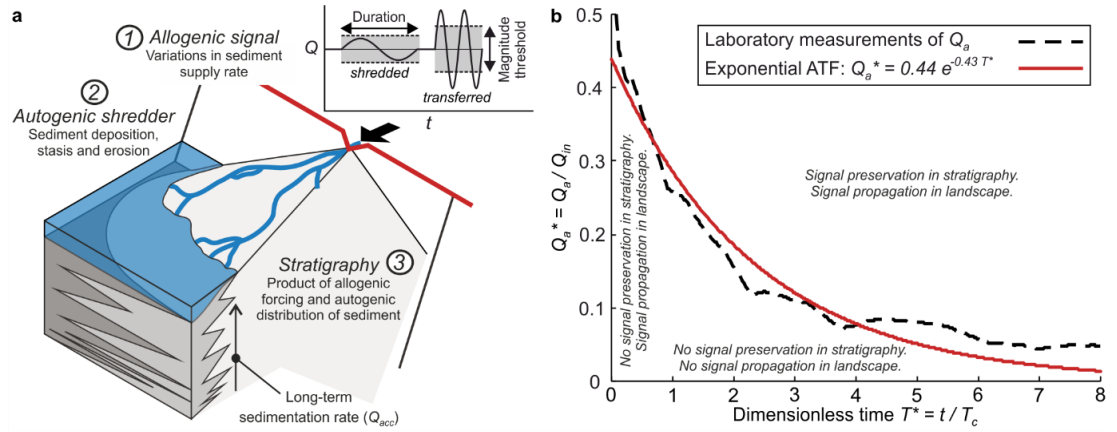 a
① Allogenic signal
Variations in sediment
supply rate
② Autogenic shredder
Sediment deposition,
stasis and erosion
Q
Duration
shredded
transferred
Magnitude
threshold
t
Stratigraphy ③
Product of allogenic
forcing and autogenic
distribution of sediment
Long-term
sedimentation rate (Qacc)
b
Laboratory measurements of Qa
Exponential ATF: Qa* = 0.44 e-0.43 T*
Qa* = Qa / Qin
0.5
0.4
0.3
0.2
0.1
0
No signal preservation in stratigraphy.
Signal propagation in landscape.
Signal preservation in stratigraphy.
Signal propagation in landscape.
No signal preservation in stratigraphy.
No signal propagation in landscape.
0 1 2 3 4 5 6 7 8
Dimensionless time T* = t / Tc